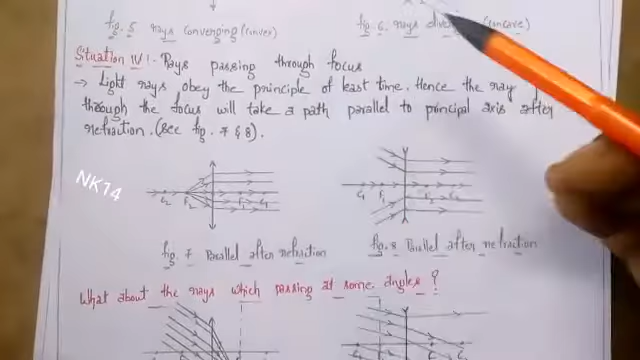 fig. 5 rays converging (convex)
fig. 6. rays (concave)
Situation IV :- Rays passing through focus
→ Light rays obey the principle of least time. Hence the ray
through the focus will take a path parallel to principal axis after
refraction. (see fig. 7 & 8).
NK14
fig. 7 Parallel after refraction
fig. 8 Parallel after refraction
What about the rays which passing at some angles ?